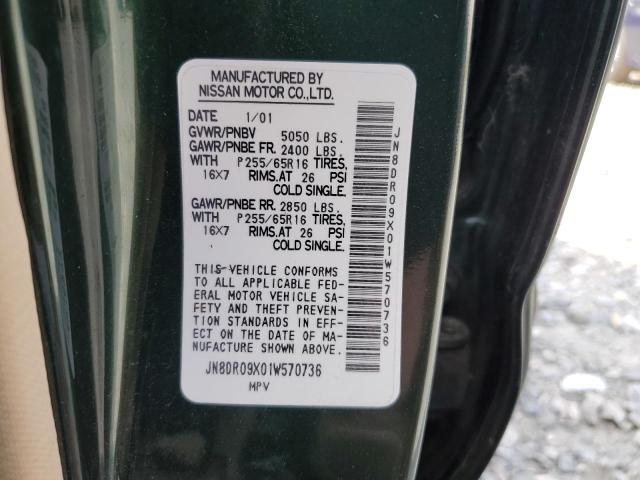 MANUFACTURED BY
NISSAN MOTOR CO.,LTD.
DATE 1/01
GVWR/PNBV 5050 LBS.
GAWR/PNBE FR. 2400 LBS.
WITH P255/65R16 TIRES,
16X7 RIMS.AT 26 PSI
COLD SINGLE.
GAWR/PNBE RR. 2850 LBS.
WITH P255/65R16 TIRES,
16X7 RIMS.AT 26 PSI
COLD SINGLE.
THIS VEHICLE CONFORMS
TO ALL APPLICABLE FED-
ERAL MOTOR VEHICLE SA-
FETY AND THEFT PREVEN-
TION STANDARDS IN EFF-
ECT ON THE DATE OF MA-
NUFACTURE SHOWN ABOVE.
JN8DR09X01W570736
MPV
JN8DR09X01W570736